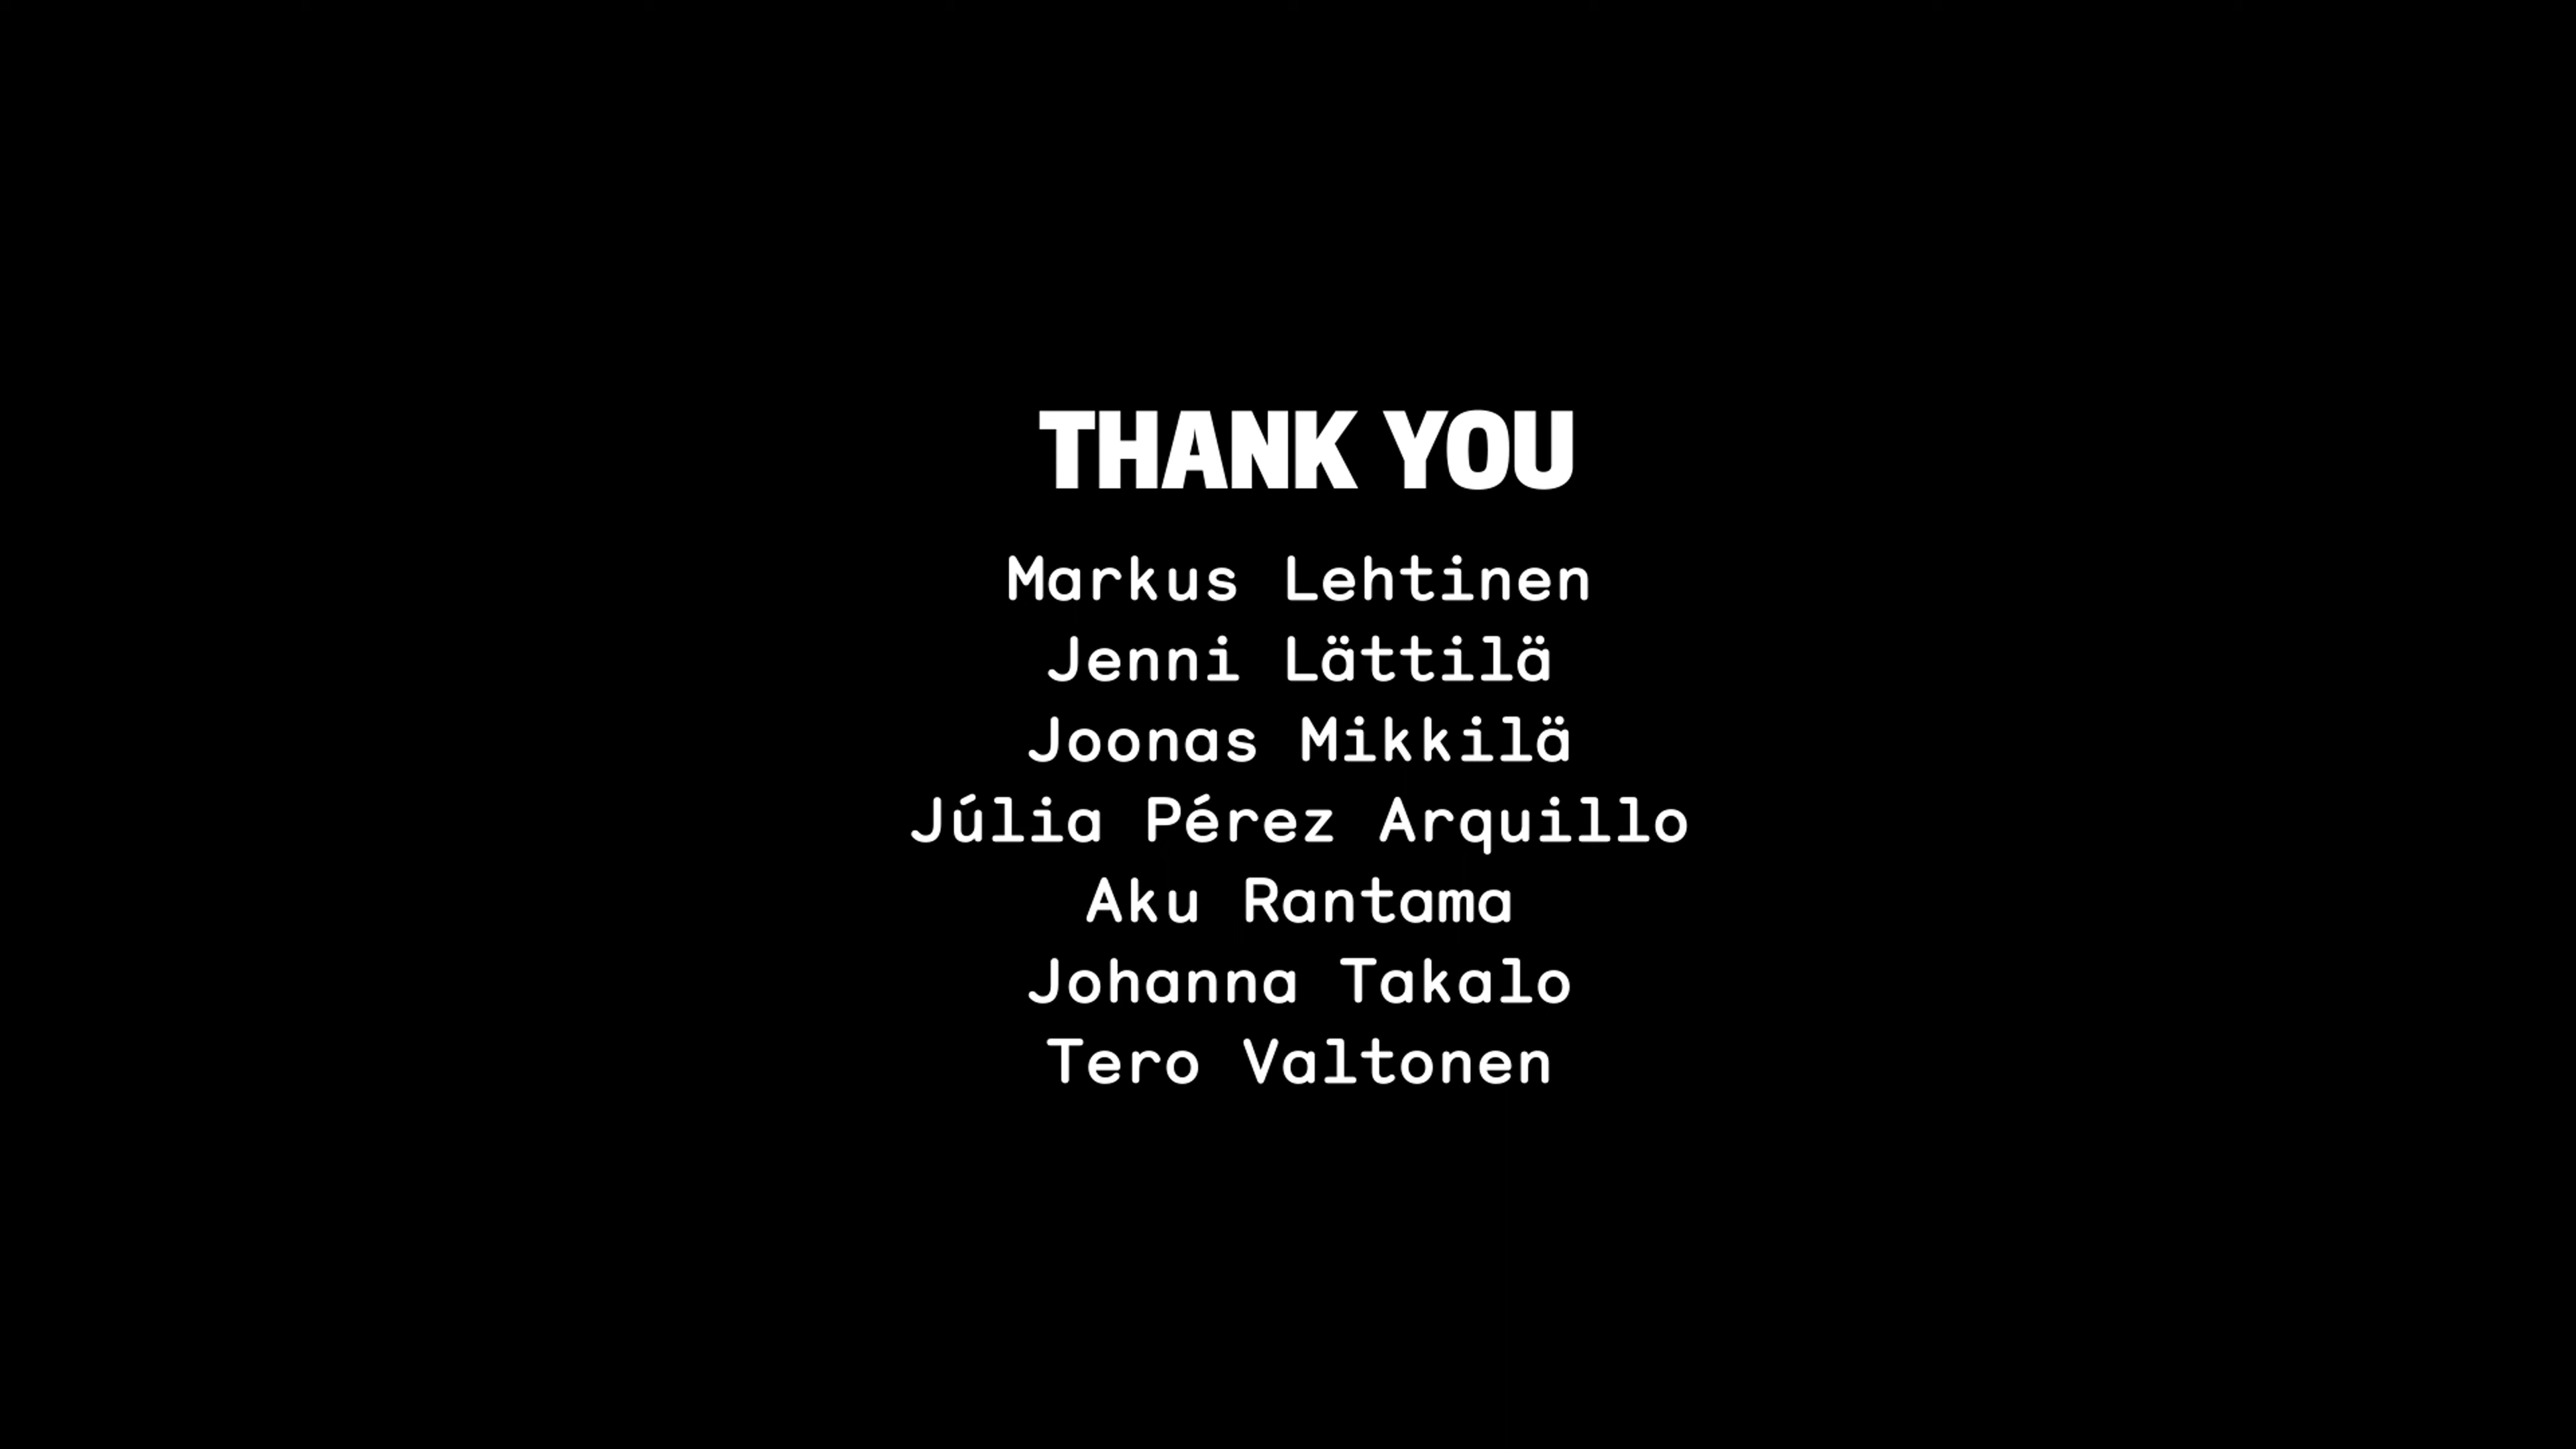 THANK YOU
Markus Lehtinen
Jenni Lättilä
Joonas Mikkilä
Júlia Pérez Arquillo
Aku Rantama
Johanna Takalo
Tero Valtonen